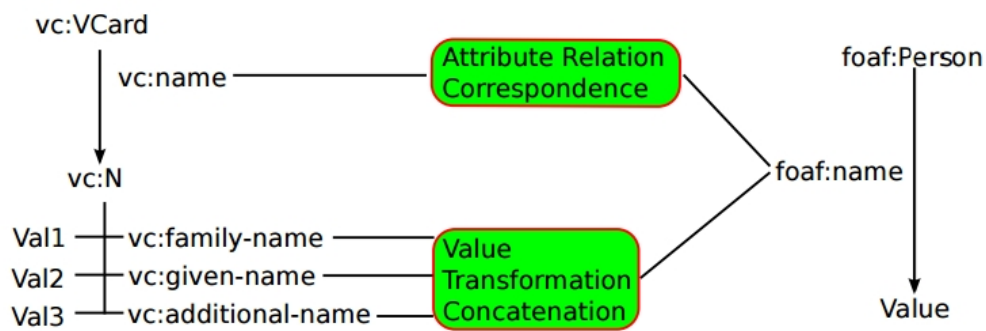 vc:VCard
vc:name
Attribute Relation
Correspondence
foaf:Person
vc:N
foaf:name
Val1
vc:family-name
Val2
vc:given-name
Val3
vc:additional-name
Value
Transformation
Concatenation
Value